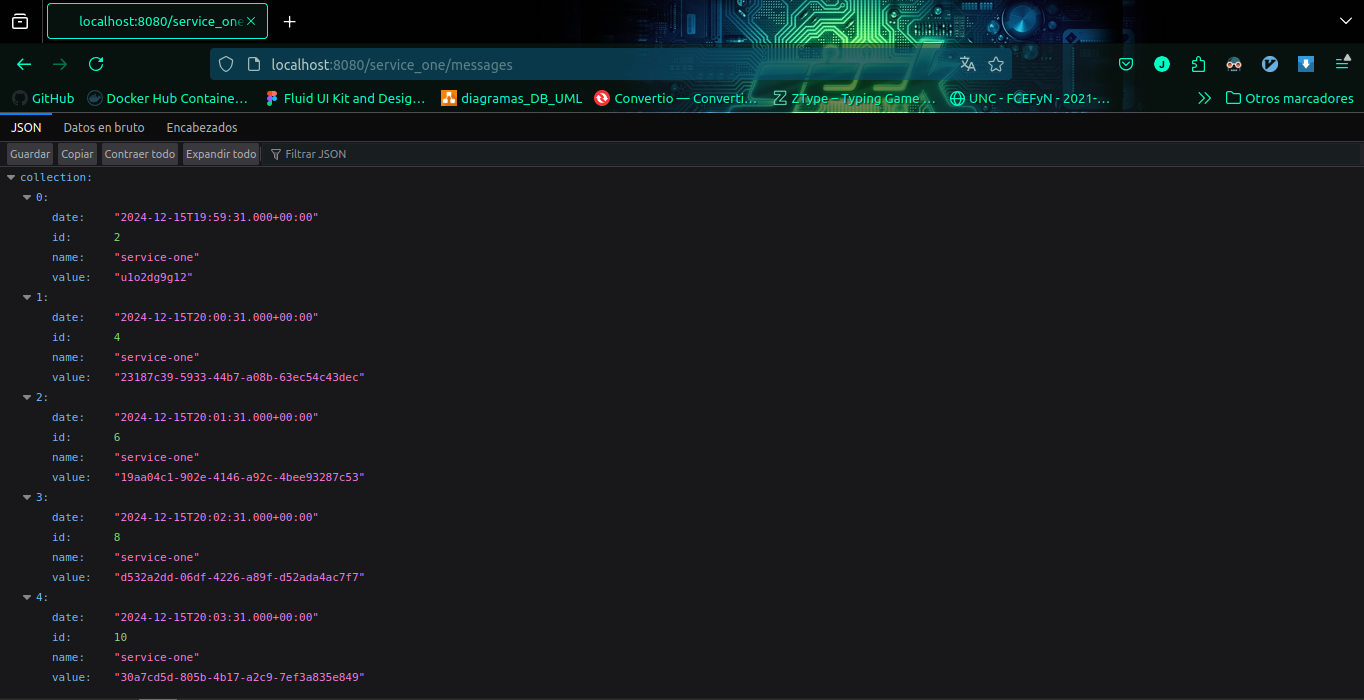 localhost:8080/service_one
localhost:8080/service_one/messages
GitHub Docker Hub Containe… Fluid UI Kit and Desig… diagramas_DB_UML Convertio — Converti… ZType – Typing Game … UNC - FCEFyN - 2021-… Otros marcadores
JSON Datos en bruto Encabezados
Guardar Copiar Contraer todo Expandir todo Filtrar JSON
collection:
0:
date: "2024-12-15T19:59:31.000+00:00"
id: 2
name: "service-one"
value: "u1o2dg9g12"
1:
date: "2024-12-15T20:00:31.000+00:00"
id: 4
name: "service-one"
value: "23187c39-5933-44b7-a08b-63ec54c43dec"
2:
date: "2024-12-15T20:01:31.000+00:00"
id: 6
name: "service-one"
value: "19aa04c1-902e-4146-a92c-4bee93287c53"
3:
date: "2024-12-15T20:02:31.000+00:00"
id: 8
name: "service-one"
value: "d532a2dd-06df-4226-a89f-d52ada4ac7f7"
4:
date: "2024-12-15T20:03:31.000+00:00"
id: 10
name: "service-one"
value: "30a7cd5d-805b-4b17-a2c9-7ef3a835e849"